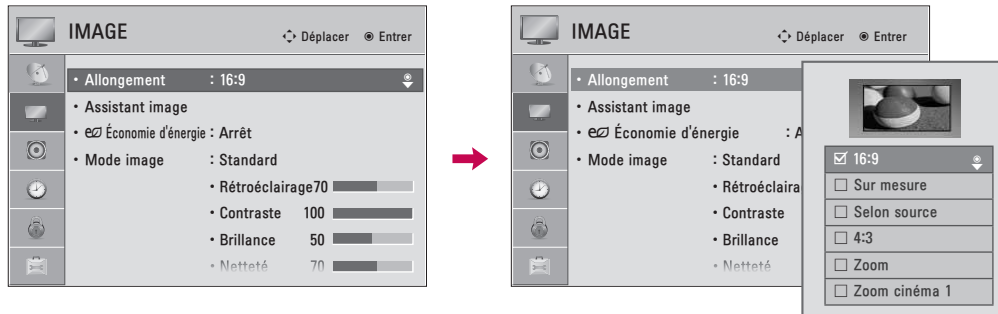 IMAGE
Déplacer Entrer
• Allongement : 16:9
• Assistant image
• Économie d'énergie : Arrêt
• Mode image : Standard
• Rétroéclairage70
• Contraste 100
• Brillance 50
• Netteté 70
IMAGE
Déplacer Entrer
• Allongement : 16:9
• Assistant image
• Économie d'énergie : A
• Mode image : Standard
• Rétroéclaira
• Contraste
• Brillance
• Netteté
☑ 16:9
☐ Sur mesure
☐ Selon source
☐ 4:3
☐ Zoom
☐ Zoom cinéma 1